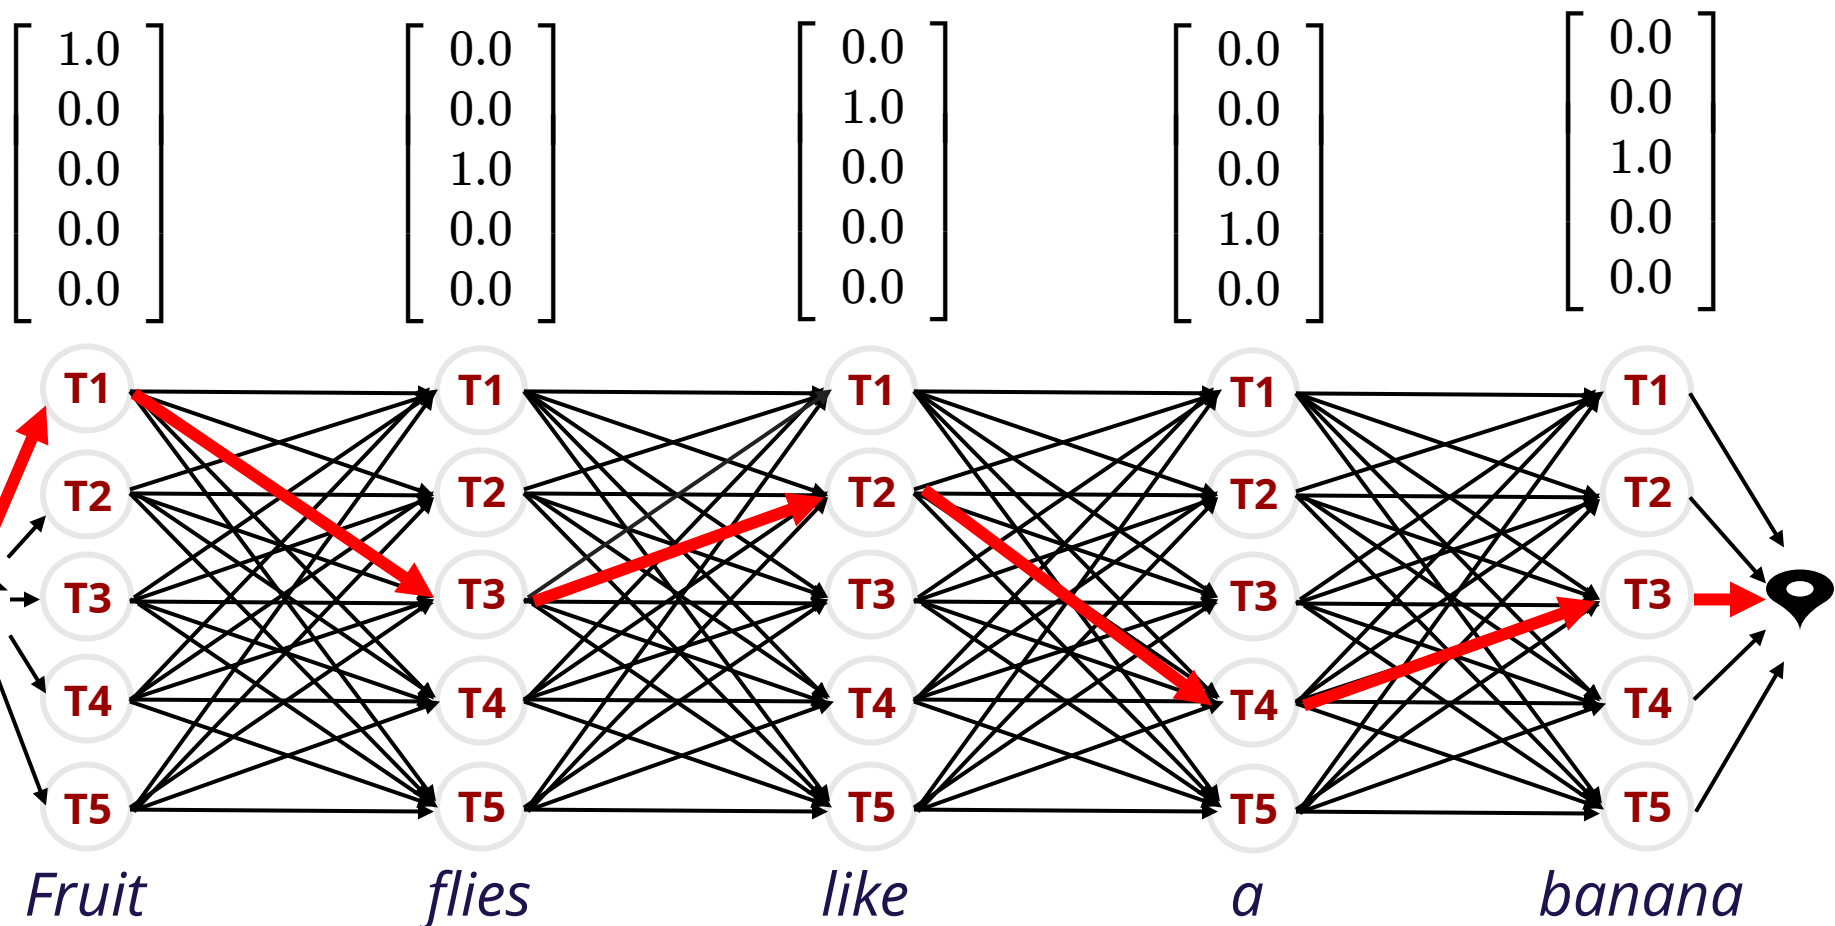 1.0 0.0 0.0 0.0 0.0
0.0 0.0 1.0 0.0 0.0
0.0 1.0 0.0 0.0 1.0
0.0 0.0 0.0 1.0 0.0
0.0 0.0 0.0 0.0 0.0
T1 T1 T1 T1 T1
T2 T2 T2 T2 T2
T3 T3 T3 T3 T3
T4 T4 T4 T4 T4
T5 T5 T5 T5 T5
Fruit flies like a banana